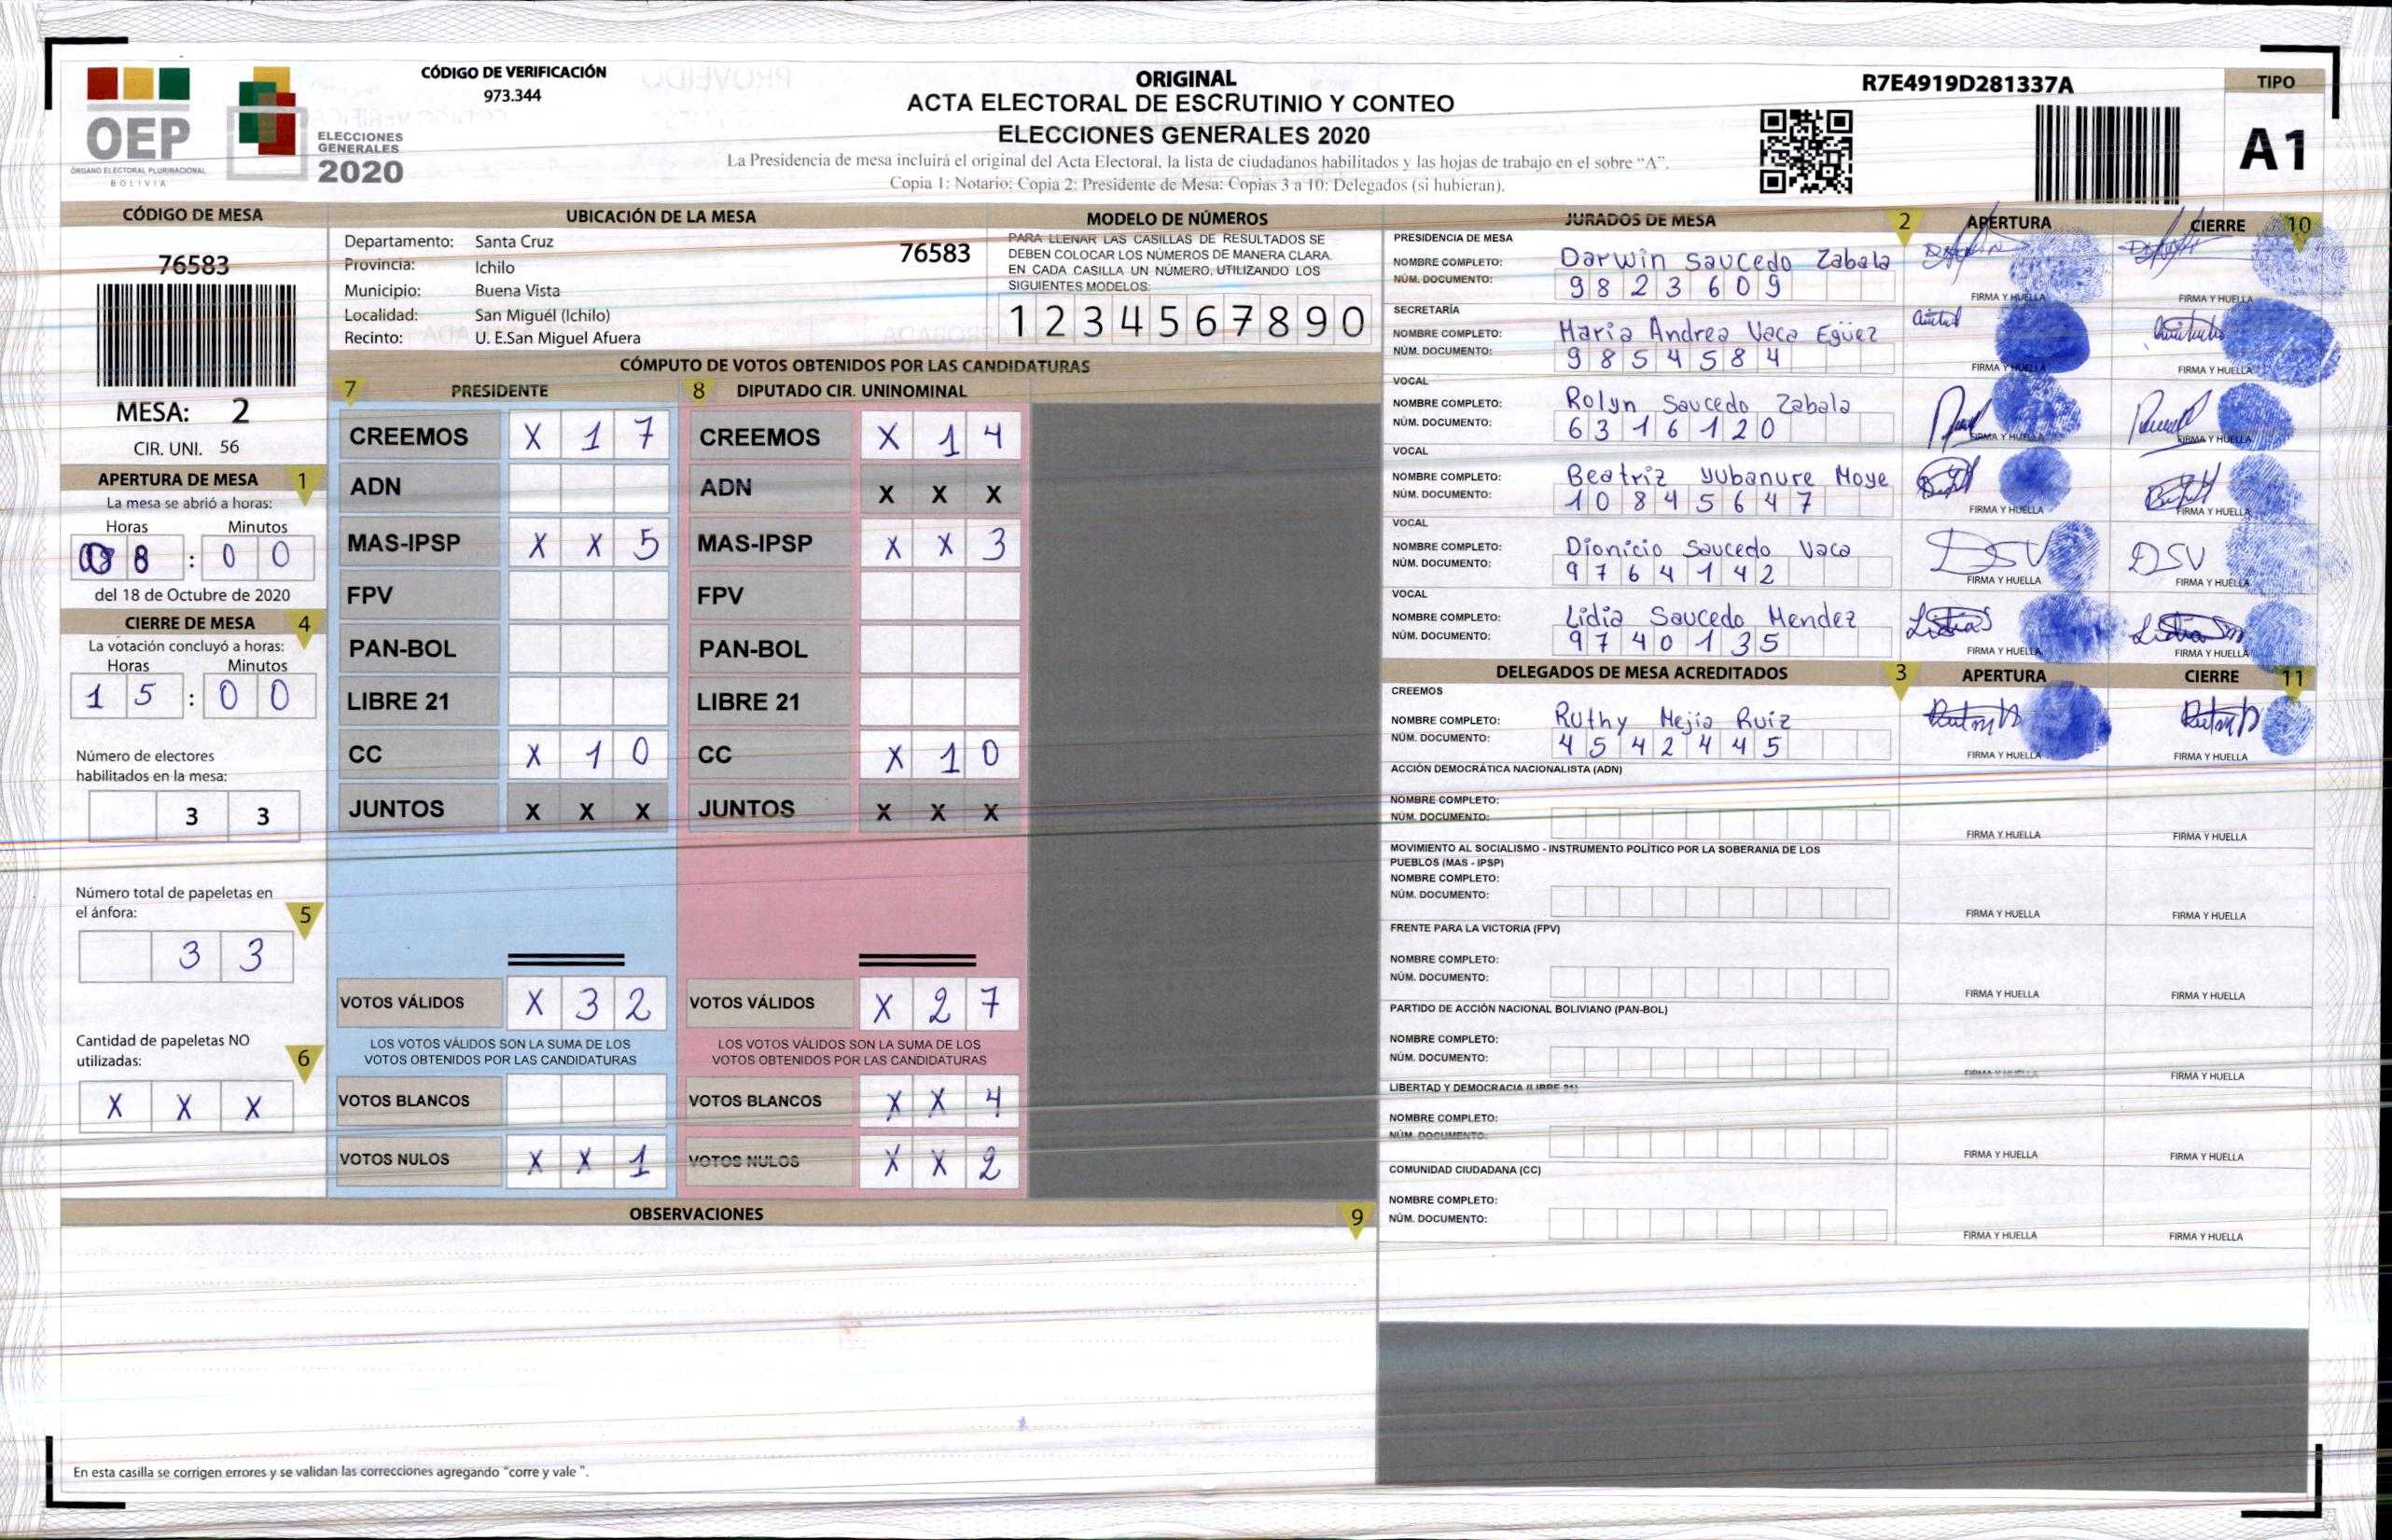 OEP
ÓRGANO ELECTORAL PLURINACIONAL
BOLIVIA
ELECCIONES
GENERALES
2020
CÓDIGO DE VERIFICACIÓN
973.344
ORIGINAL
ACTA ELECTORAL DE ESCRUTINIO Y CONTEO
ELECCIONES GENERALES 2020
La Presidencia de mesa incluirá el original del Acta Electoral, la lista de ciudadanos habilitados y las hojas de trabajo en el sobre "A".
Copia 1: Notario; Copia 2: Presidente de Mesa; Copias 3 a 10: Delegados (si hubieran).
R7E4919D281337A
TIPO
A1
CÓDIGO DE MESA
76583
MESA: 2
CIR. UNI. 56
APERTURA DE MESA 1
La mesa se abrió a horas:
Horas Minutos
08 : 00
del 18 de Octubre de 2020
CIERRE DE MESA 4
La votación concluyó a horas:
Horas Minutos
15 : 00
Número de electores
habilitados en la mesa:
3 3
Número total de papeletas en
el ánfora: 5
3 3
Cantidad de papeletas NO
utilizadas: 6
X X X
UBICACIÓN DE LA MESA
Departamento: Santa Cruz
76583
Provincia: Ichilo
Municipio: Buena Vista
Localidad: San Miguél (Ichilo)
Recinto: U. E.San Miguel Afuera
MODELO DE NÚMEROS
PARA LLENAR LAS CASILLAS DE RESULTADOS SE
DEBEN COLOCAR LOS NÚMEROS DE MANERA CLARA.
EN CADA CASILLA UN NÚMERO, UTILIZANDO LOS
SIGUIENTES MODELOS:
1 2 3 4 5 6 7 8 9 0
CÓMPUTO DE VOTOS OBTENIDOS POR LAS CANDIDATURAS
7 PRESIDENTE 8 DIPUTADO CIR. UNINOMINAL
CREEMOS X 1 7 CREEMOS X 1 4
ADN ADN X X X
MAS-IPSP X X 5 MAS-IPSP X X 3
FPV FPV
PAN-BOL PAN-BOL
LIBRE 21 LIBRE 21
CC X 1 0 CC X 1 0
JUNTOS X X X JUNTOS X X X
VOTOS VÁLIDOS X 3 2 VOTOS VÁLIDOS X 2 7
LOS VOTOS VÁLIDOS SON LA SUMA DE LOS LOS VOTOS VÁLIDOS SON LA SUMA DE LOS
VOTOS OBTENIDOS POR LAS CANDIDATURAS VOTOS OBTENIDOS POR LAS CANDIDATURAS
VOTOS BLANCOS VOTOS BLANCOS X X 4
VOTOS NULOS X X 1 VOTOS NULOS X X 2
OBSERVACIONES 9
En esta casilla se corrigen errores y se validan las correcciones agregando "corre y vale ".
JURADOS DE MESA 2 APERTURA CIERRE 10
PRESIDENCIA DE MESA
NOMBRE COMPLETO: Darwin Saucedo Zabala
NÚM. DOCUMENTO: 9823609
FIRMA Y HUELLA FIRMA Y HUELLA
SECRETARÍA
NOMBRE COMPLETO: Maria Andrea Vaca Egüez
NÚM. DOCUMENTO: 9854584
FIRMA Y HUELLA FIRMA Y HUELLA
VOCAL
NOMBRE COMPLETO: Rolyn Saucedo Zabala
NÚM. DOCUMENTO: 6316120
FIRMA Y HUELLA FIRMA Y HUELLA
VOCAL
NOMBRE COMPLETO: Beatriz Yubanure Moye
NÚM. DOCUMENTO: 10845647
FIRMA Y HUELLA FIRMA Y HUELLA
VOCAL
NOMBRE COMPLETO: Dionicio Saucedo Vaca DSV DSV
NÚM. DOCUMENTO: 9764142
FIRMA Y HUELLA FIRMA Y HUELLA
VOCAL
NOMBRE COMPLETO: Lidia Saucedo Mendez
NÚM. DOCUMENTO: 9740135
FIRMA Y HUELLA FIRMA Y HUELLA
DELEGADOS DE MESA ACREDITADOS 3 APERTURA CIERRE 11
CREEMOS
NOMBRE COMPLETO: Ruthy Mejia Ruiz
NÚM. DOCUMENTO: 4542445
FIRMA Y HUELLA FIRMA Y HUELLA
ACCIÓN DEMOCRÁTICA NACIONALISTA (ADN)
NOMBRE COMPLETO:
NÚM. DOCUMENTO:
FIRMA Y HUELLA FIRMA Y HUELLA
MOVIMIENTO AL SOCIALISMO - INSTRUMENTO POLÍTICO POR LA SOBERANIA DE LOS
PUEBLOS (MAS - IPSP)
NOMBRE COMPLETO:
NÚM. DOCUMENTO:
FIRMA Y HUELLA FIRMA Y HUELLA
FRENTE PARA LA VICTORIA (FPV)
NOMBRE COMPLETO:
NÚM. DOCUMENTO:
FIRMA Y HUELLA FIRMA Y HUELLA
PARTIDO DE ACCIÓN NACIONAL BOLIVIANO (PAN-BOL)
NOMBRE COMPLETO:
NÚM. DOCUMENTO:
FIRMA Y HUELLA FIRMA Y HUELLA
LIBERTAD Y DEMOCRACIA (LIBRE 21)
NOMBRE COMPLETO:
NÚM. DOCUMENTO:
FIRMA Y HUELLA FIRMA Y HUELLA
COMUNIDAD CIUDADANA (CC)
NOMBRE COMPLETO:
NÚM. DOCUMENTO:
FIRMA Y HUELLA FIRMA Y HUELLA